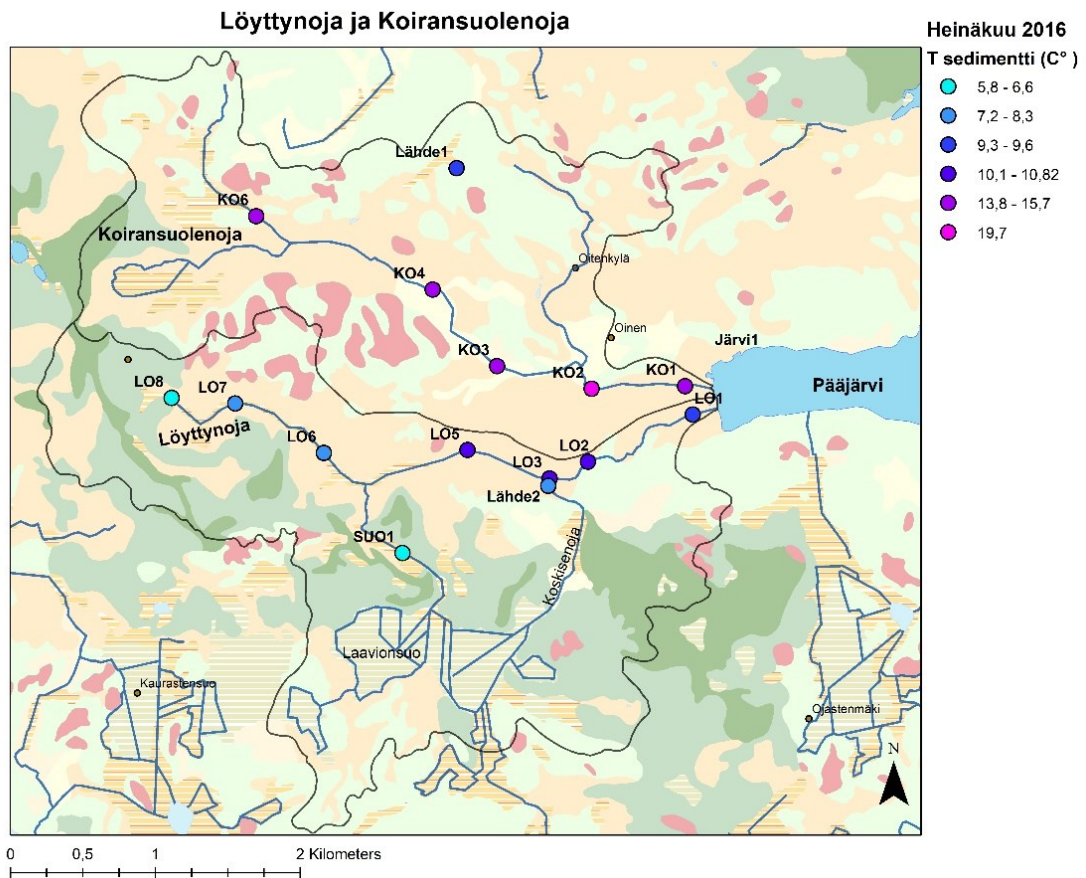 Löyttynoja ja Koiransuolenoja
Heinäkuu 2016
T sedimentti (C° )
5,8 - 6,6
7,2 - 8,3
9,3 - 9,6
10,1 - 10,82
13,8 - 15,7
19,7
Lähde1
KO6
Koiransuolenoja
Oitenkylä
KO4
Oinen
Järvi1
KO3
KO2
KO1
Pääjärvi
LO8
LO7
LO1
Löyttynoja
LO6
LO5
LO2
LO3
Lähde2
SUO1
Koskisenoja
Laavionsuo
Kaurastensuo
Ojastenmäki
N
0 0,5 1 2 Kilometers